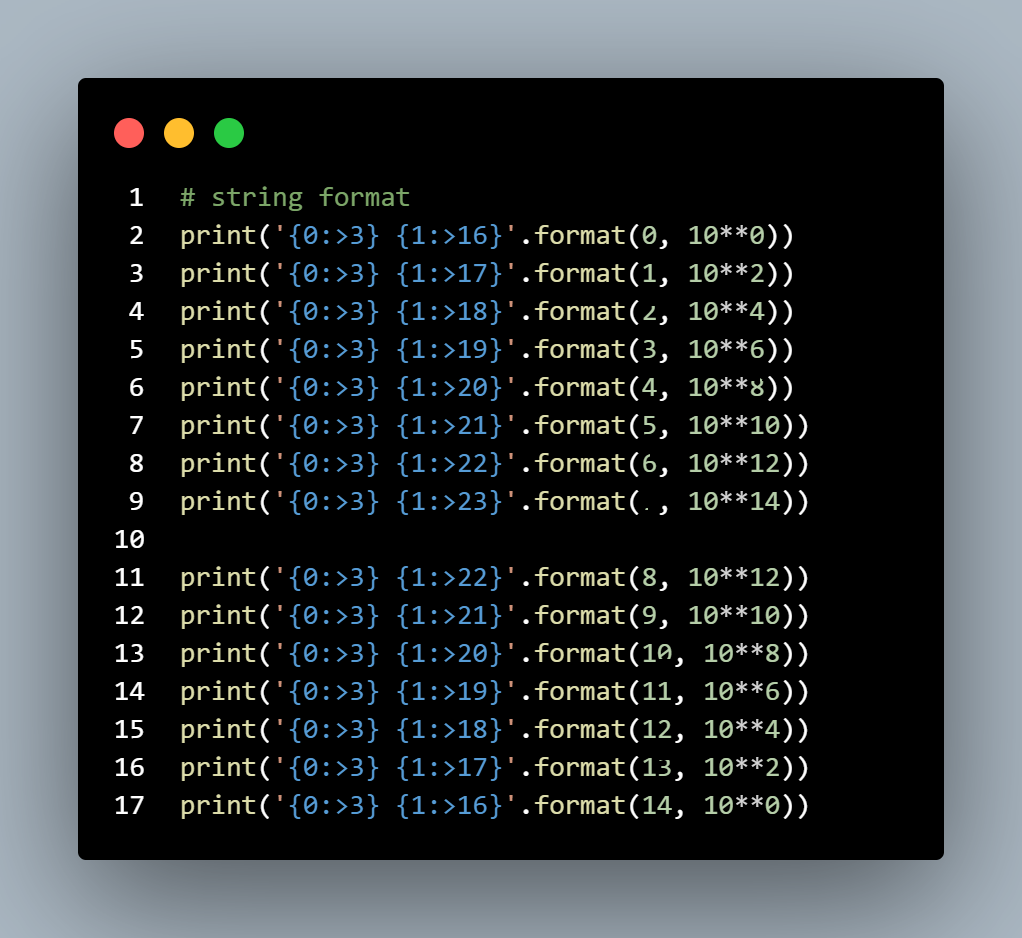 1 # string format
2 print('{0:>3} {1:>16}'.format(0, 10**0))
3 print('{0:>3} {1:>17}'.format(1, 10**2))
4 print('{0:>3} {1:>18}'.format(2, 10**4))
5 print('{0:>3} {1:>19}'.format(3, 10**6))
6 print('{0:>3} {1:>20}'.format(4, 10**8))
7 print('{0:>3} {1:>21}'.format(5, 10**10))
8 print('{0:>3} {1:>22}'.format(6, 10**12))
9 print('{0:>3} {1:>23}'.format( , 10**14))
10
11 print('{0:>3} {1:>22}'.format(8, 10**12))
12 print('{0:>3} {1:>21}'.format(9, 10**10))
13 print('{0:>3} {1:>20}'.format(10, 10**8))
14 print('{0:>3} {1:>19}'.format(11, 10**6))
15 print('{0:>3} {1:>18}'.format(12, 10**4))
16 print('{0:>3} {1:>17}'.format(13, 10**2))
17 print('{0:>3} {1:>16}'.format(14, 10**0))